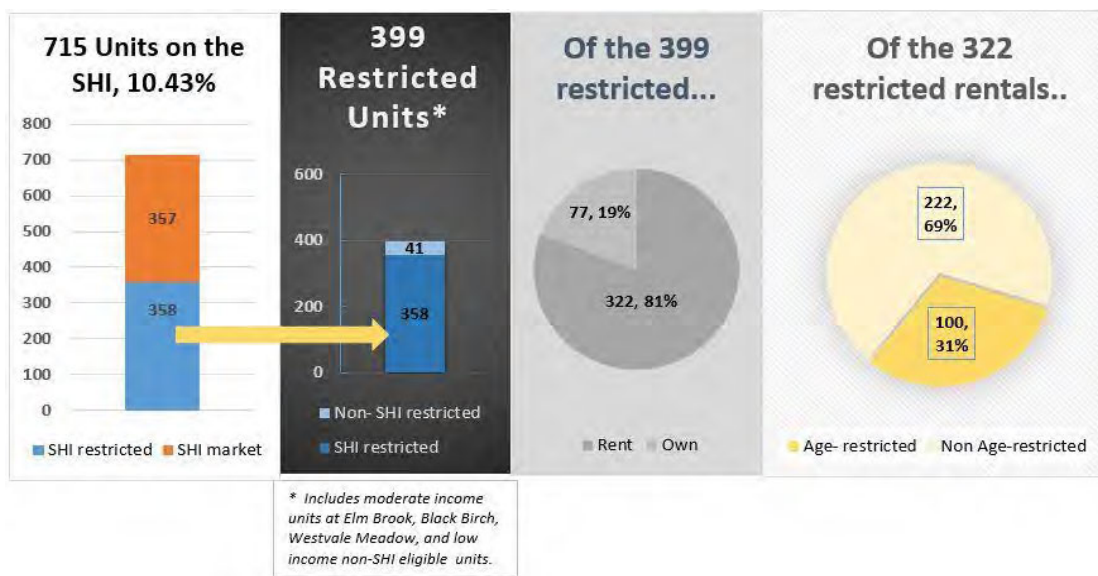 715 Units on the
SHI, 10.43%
800
700
600
500
400
300
200
100
0
357
358
SHI restricted SHI market
399
Restricted
Units*
600
400
200
0
41
358
Non- SHI restricted
SHI restricted
* Includes moderate income
units at Elm Brook, Black Birch,
Westvale Meadow, and low
income non-SHI eligible units.
Of the 399
restricted...
77, 19%
322, 81%
Rent Own
Of the 322
restricted rentals..
222,
69%
100,
31%
Age- restricted Non Age-restricted